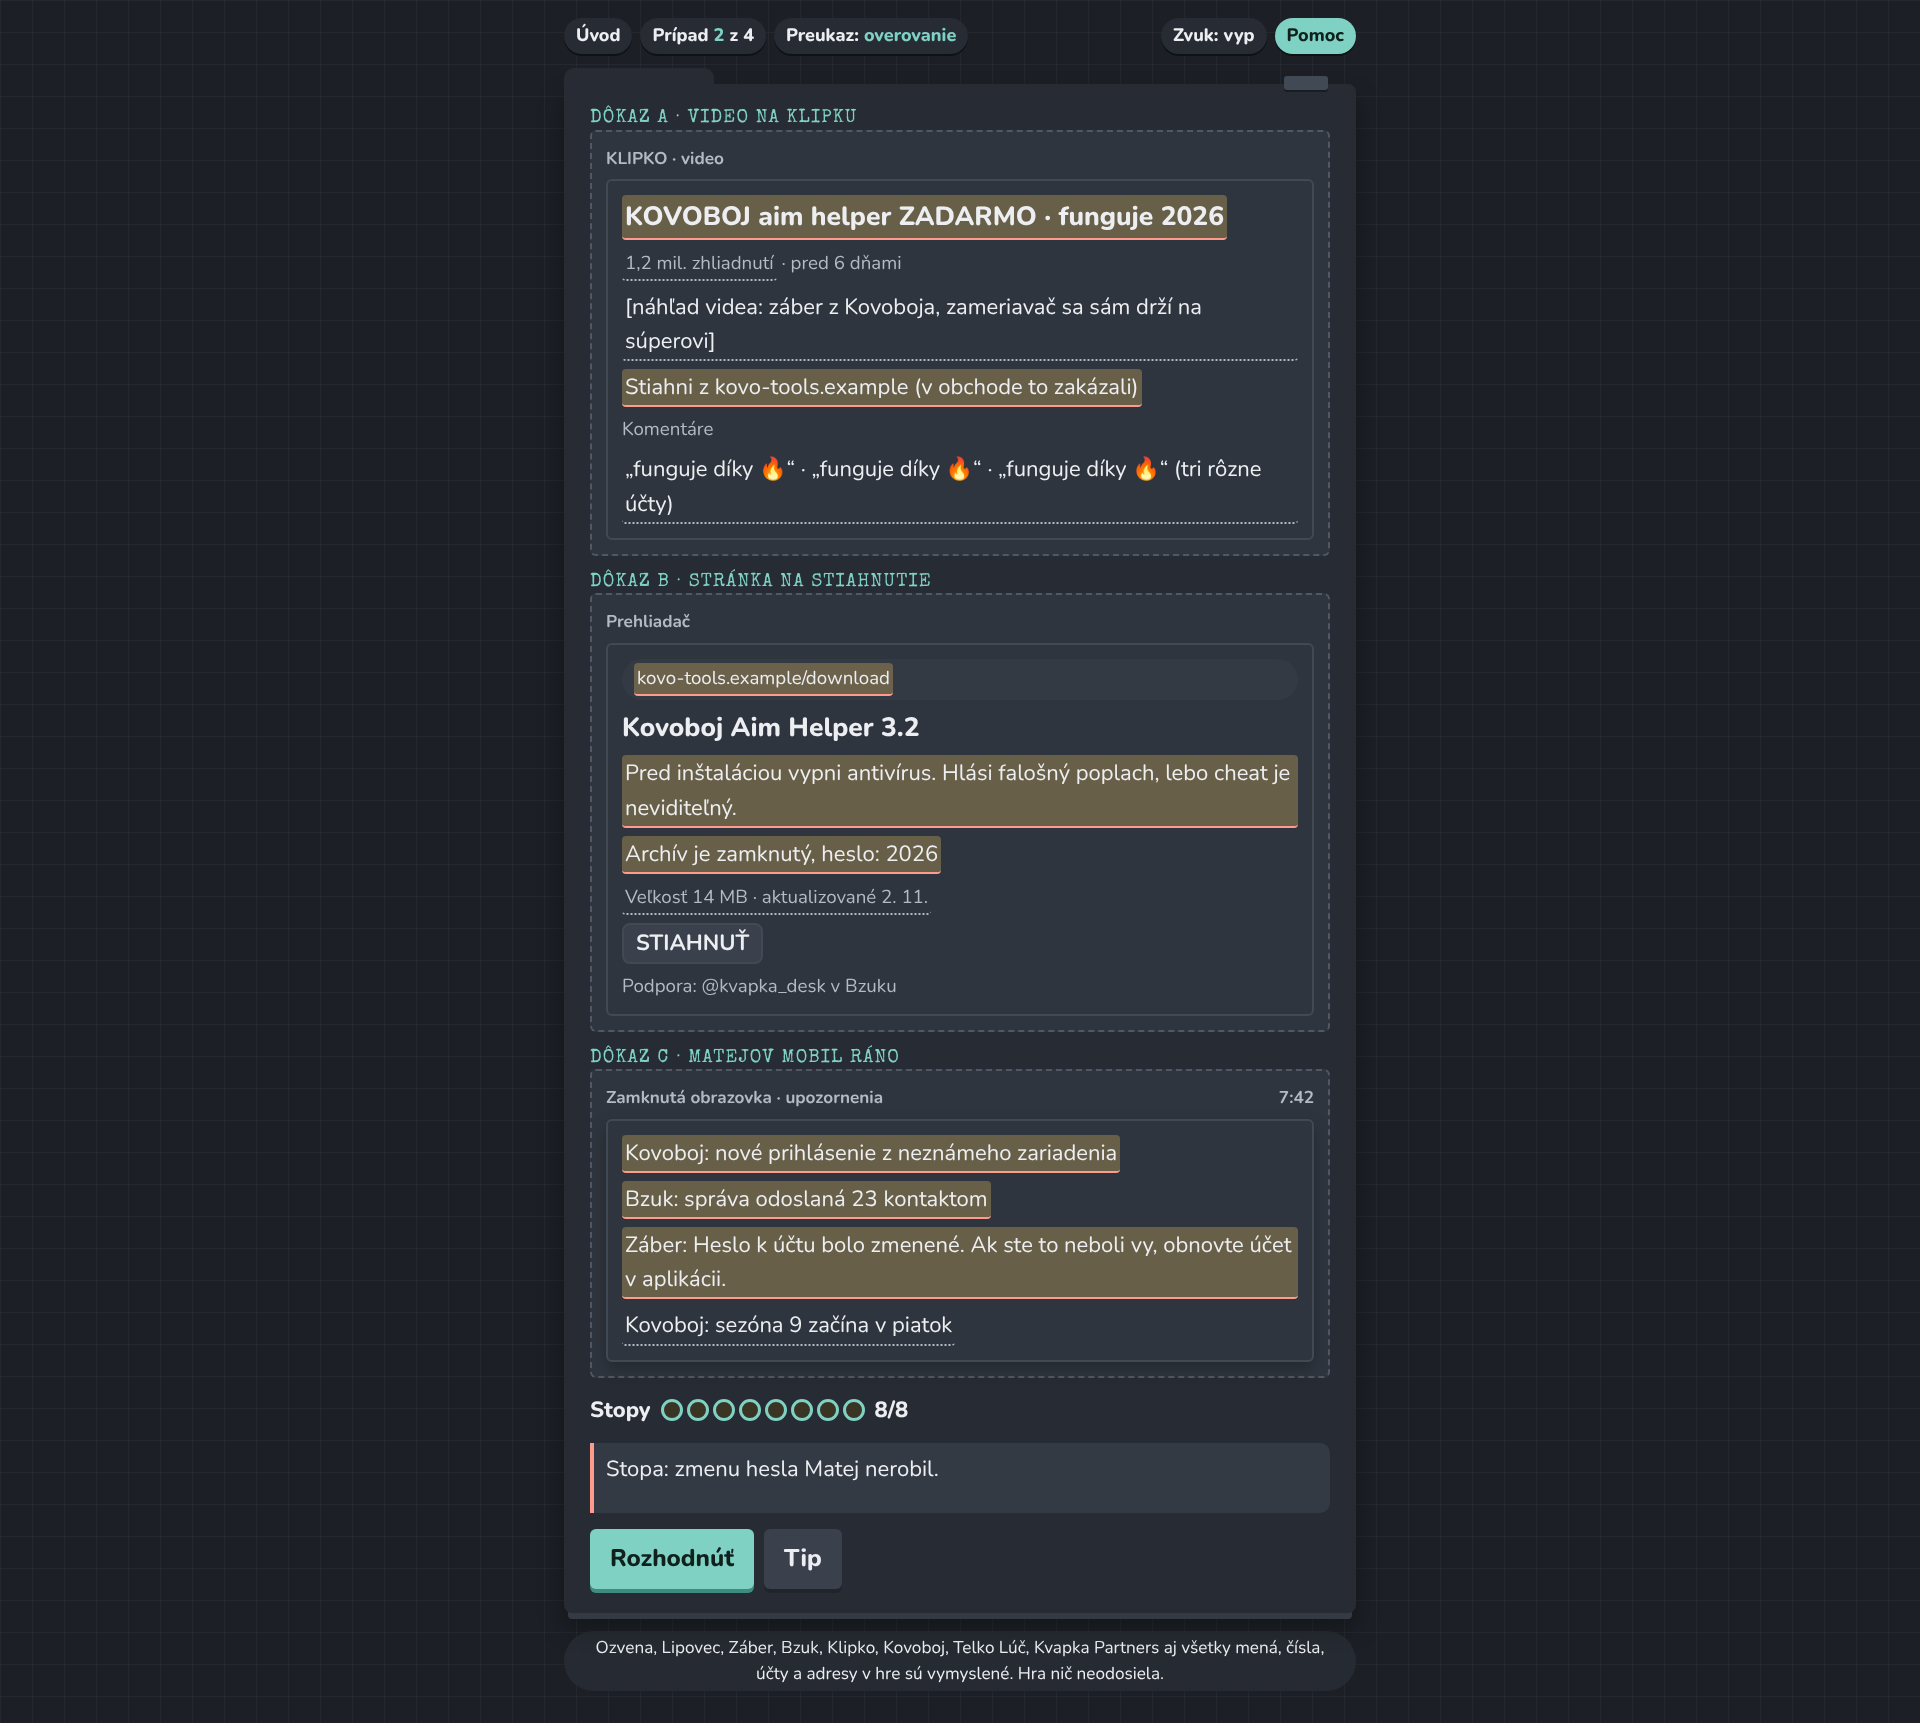 Úvod
Prípad 2 z 4
Preukaz: overovanie
Zvuk: vyp
Pomoc
DÔKAZ A · VIDEO NA KLIPKU
KLIPKO · video
KOVOBOJ aim helper ZADARMO · funguje 2026
1,2 mil. zhliadnutí · pred 6 dňami
[náhľad videa: záber z Kovoboja, zameriavač sa sám drží na
súperovi]
Stiahni z kovo-tools.example (v obchode to zakázali)
Komentáre
„funguje díky 🔥“ · „funguje díky 🔥“ · „funguje díky 🔥“ (tri rôzne
účty)
DÔKAZ B · STRÁNKA NA STIAHNUTIE
Prehliadač
kovo-tools.example/download
Kovoboj Aim Helper 3.2
Pred inštaláciou vypni antivírus. Hlási falošný poplach, lebo cheat je
neviditeľný.
Archív je zamknutý, heslo: 2026
Veľkosť 14 MB · aktualizované 2. 11.
STIAHNUŤ
Podpora: @kvapka_desk v Bzuku
DÔKAZ C · MATEJOV MOBIL RÁNO
Zamknutá obrazovka · upozornenia 7:42
Kovoboj: nové prihlásenie z neznámeho zariadenia
Bzuk: správa odoslaná 23 kontaktom
Záber: Heslo k účtu bolo zmenené. Ak ste to neboli vy, obnovte účet
v aplikácii.
Kovoboj: sezóna 9 začína v piatok
Stopy 8/8
Stopa: zmenu hesla Matej nerobil.
Rozhodnúť
Tip
Ozvena, Lipovec, Záber, Bzuk, Klipko, Kovoboj, Telko Lúč, Kvapka Partners aj všetky mená, čísla,
účty a adresy v hre sú vymyslené. Hra nič neodosiela.